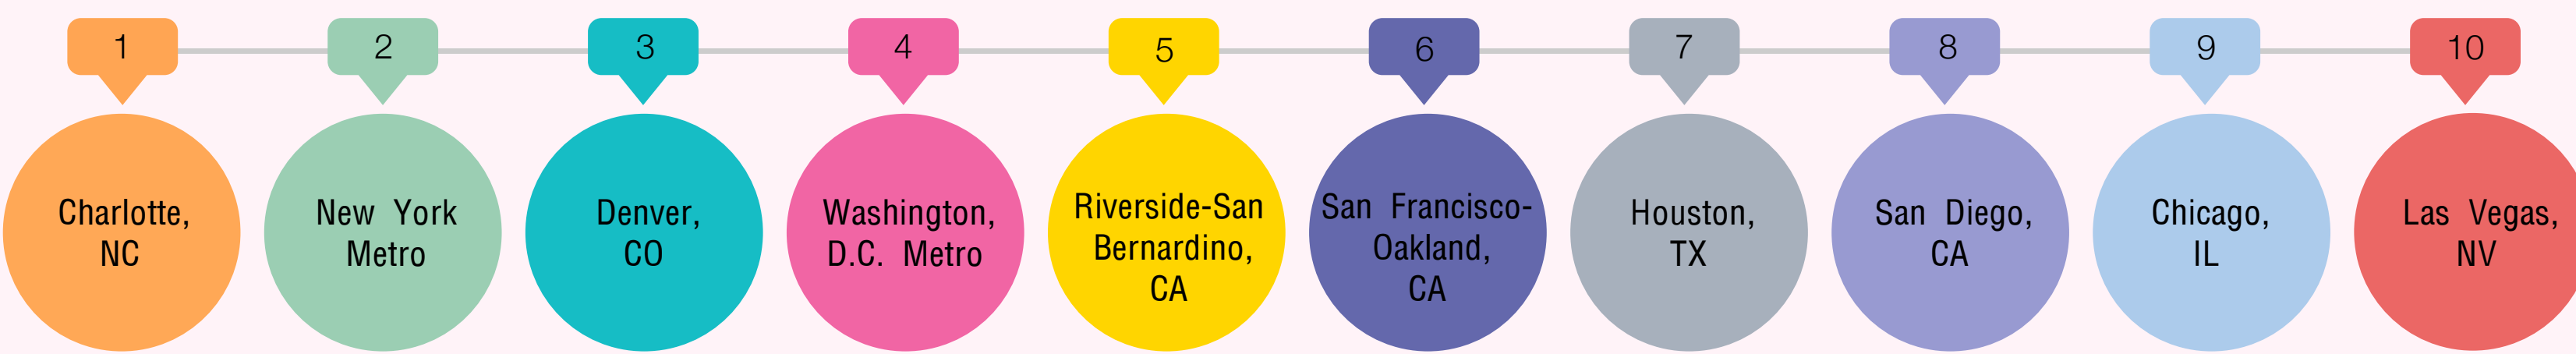 1
2
3
4
5
6
7
8
9
10
Charlotte,
NC
New York
Metro
Denver,
CO
Washington,
D.C. Metro
Riverside-San
Bernardino,
CA
San Francisco-
Oakland,
CA
Houston,
TX
San Diego,
CA
Chicago,
IL
Las Vegas,
NV